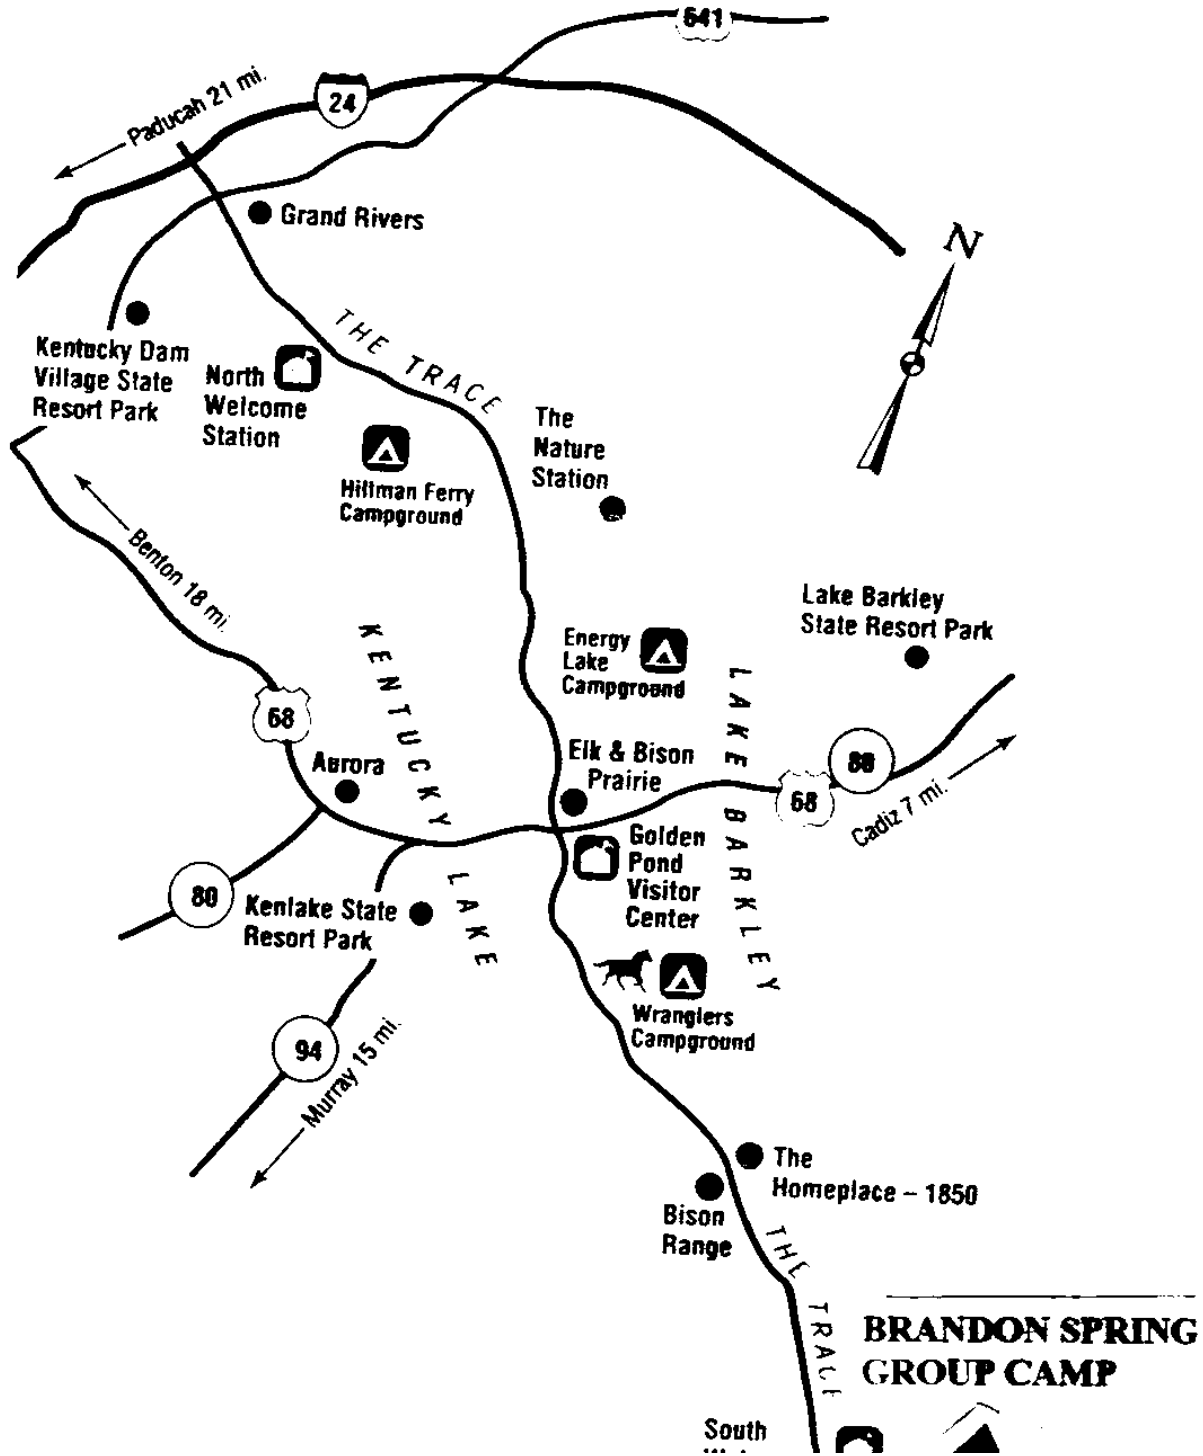 641
24
Paducah 21 mi.
Grand Rivers
N
THE TRACE
Kentucky Dam
Village State
Resort Park
North
Welcome
Station
The
Nature
Station
Hillman Ferry
Campground
Benton 18 mi.
Lake Barkley
State Resort Park
KENTUCKY LAKE
Energy
Lake
Campground
LAKE BARKLEY
68
Aurora
Elk & Bison
Prairie
80
68
Cadiz 7 mi.
Golden
Pond
Visitor
Center
80
Kenlake State
Resort Park
Wranglers
Campground
94
Murray 15 mi.
The
Homeplace – 1850
Bison
Range
THE TRACE
BRANDON SPRING
GROUP CAMP
South